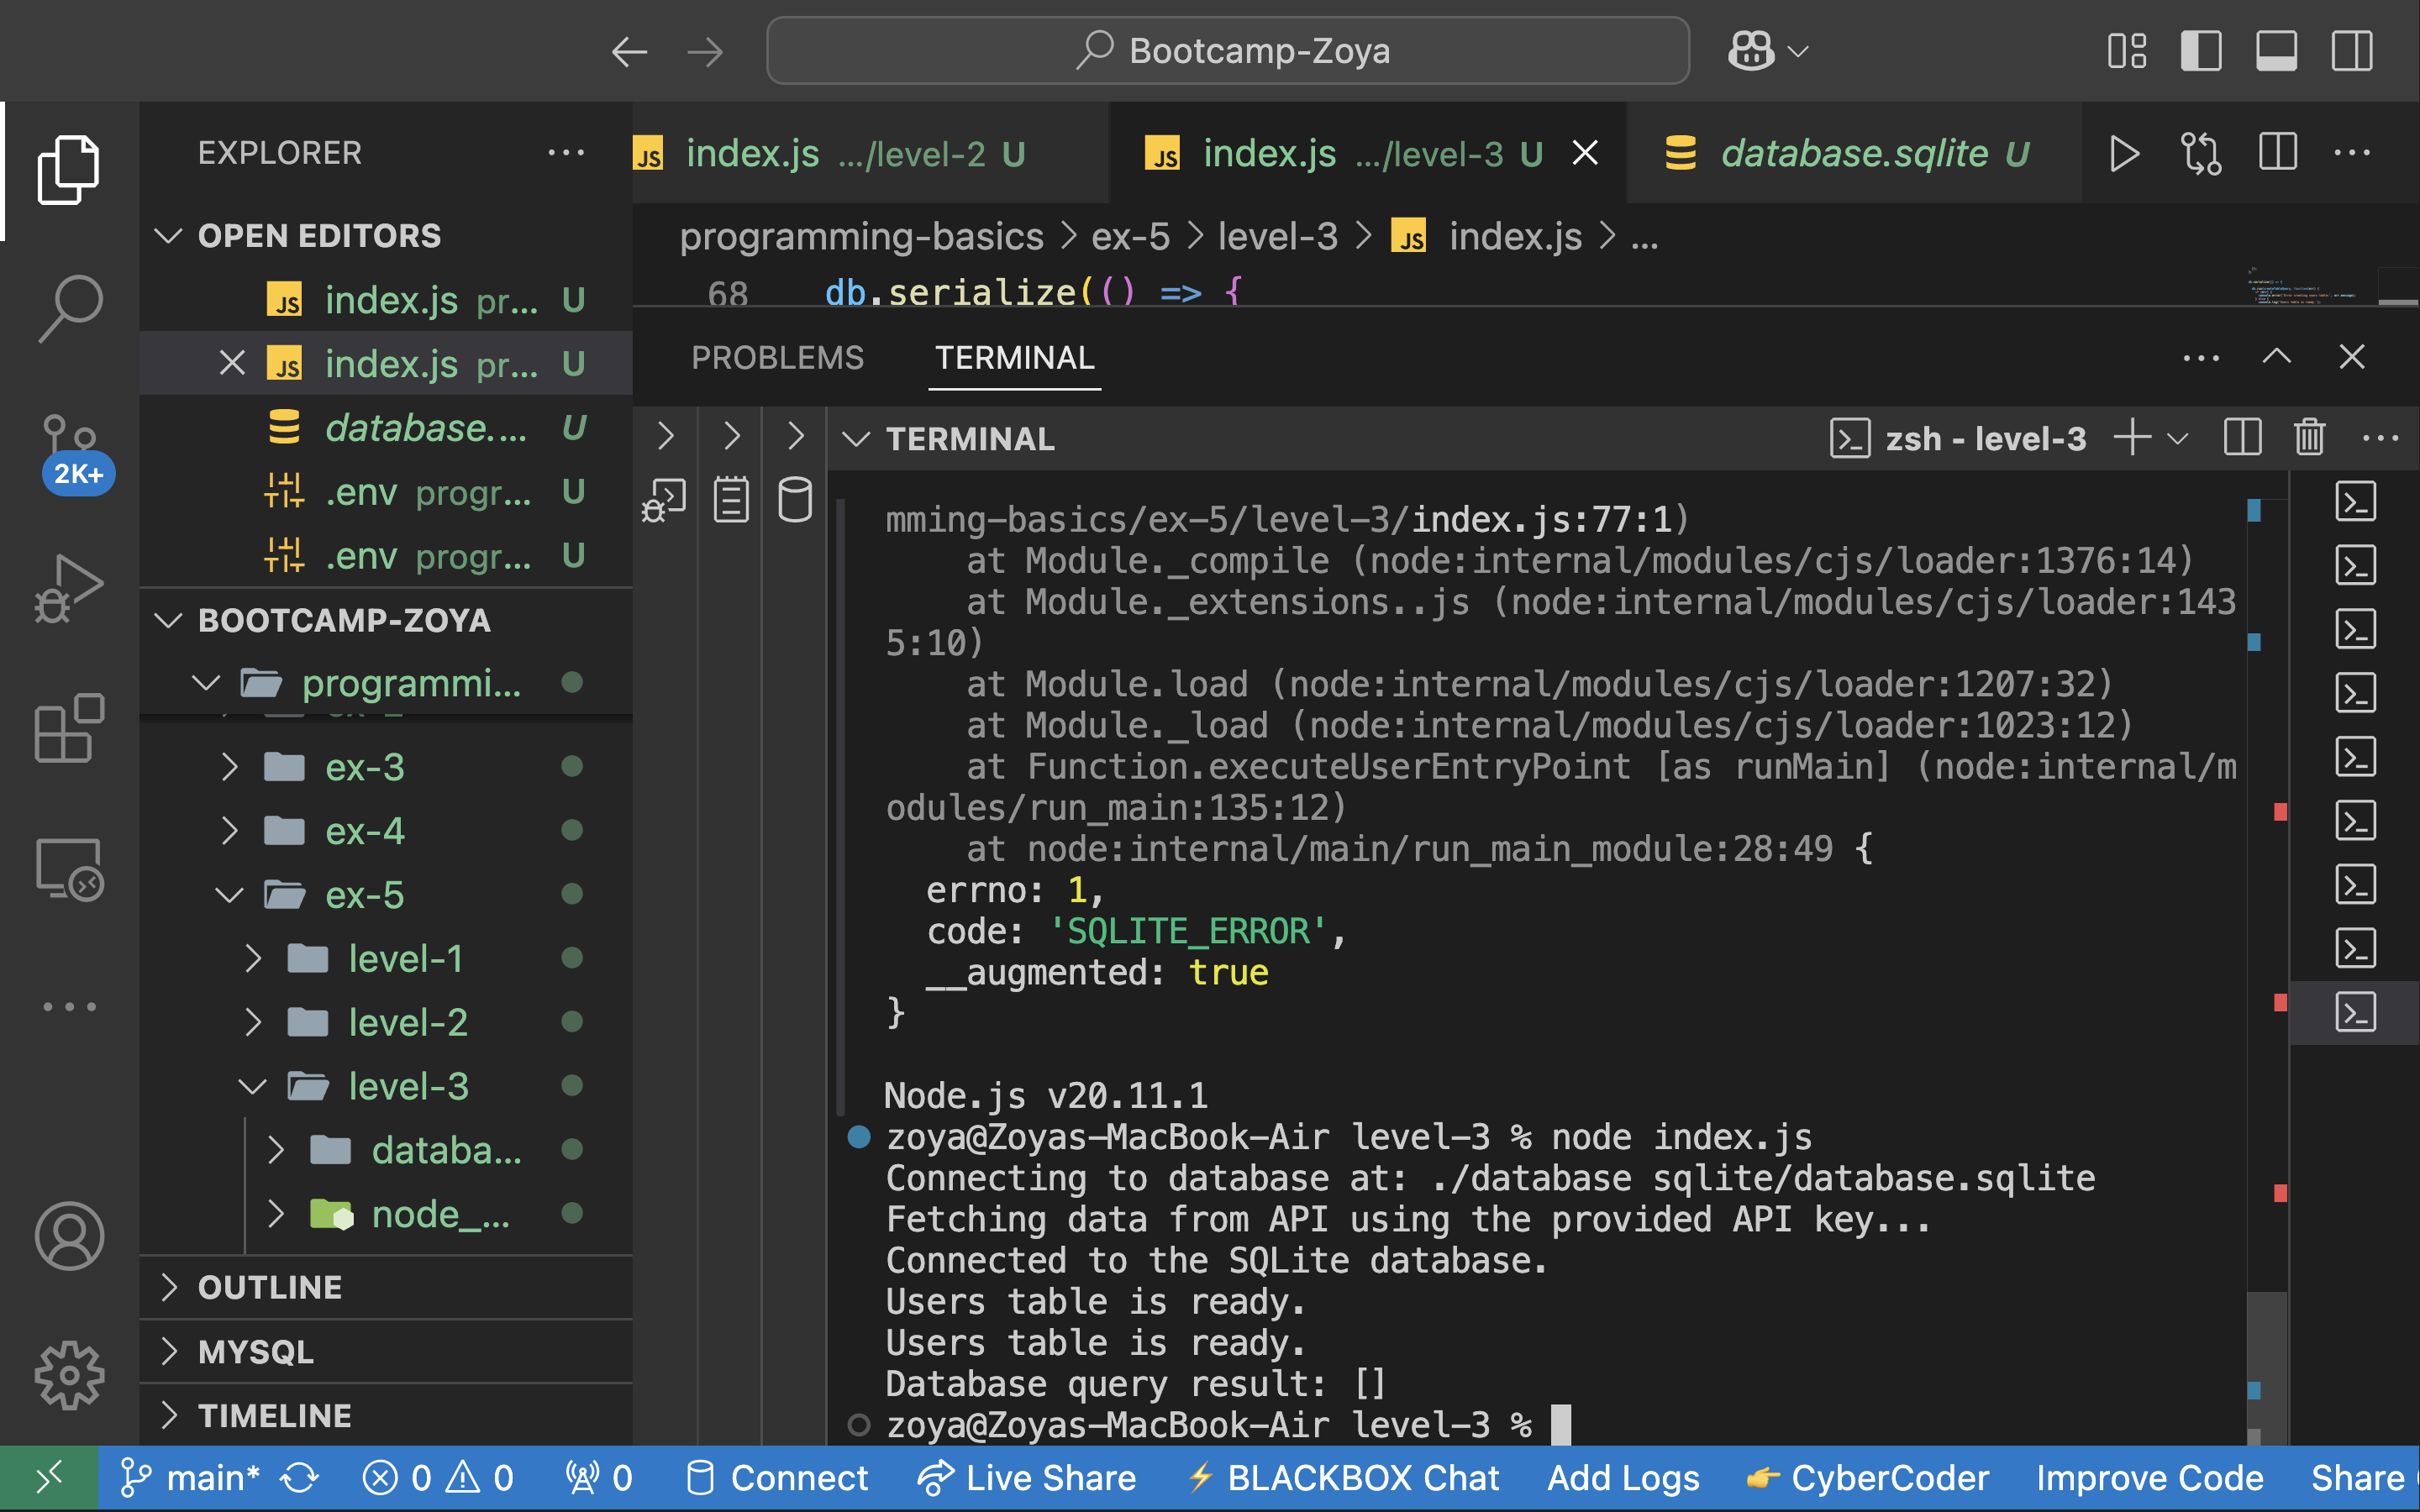 Bootcamp-Zoya
EXPLORER
OPEN EDITORS
JS index.js pr... U
JS index.js pr... U
database.... U
.env progr... U
.env progr... U
2K+
BOOTCAMP-ZOYA
programmi...
ex-3
ex-4
ex-5
level-1
level-2
level-3
databa...
node_...
OUTLINE
MYSQL
TIMELINE
JS index.js .../level-2 U
JS index.js .../level-3 U
database.sqlite U
programming-basics > ex-5 > level-3 > JS index.js > ...
68 db.serialize(() => {
PROBLEMS TERMINAL
TERMINAL
zsh - level-3
mming-basics/ex-5/level-3/index.js:77:1)
at Module._compile (node:internal/modules/cjs/loader:1376:14)
at Module._extensions..js (node:internal/modules/cjs/loader:143
5:10)
at Module.load (node:internal/modules/cjs/loader:1207:32)
at Module._load (node:internal/modules/cjs/loader:1023:12)
at Function.executeUserEntryPoint [as runMain] (node:internal/m
odules/run_main:135:12)
at node:internal/main/run_main_module:28:49 {
errno: 1,
code: 'SQLITE_ERROR',
__augmented: true
}
Node.js v20.11.1
zoya@Zoyas-MacBook-Air level-3 % node index.js
Connecting to database at: ./database sqlite/database.sqlite
Fetching data from API using the provided API key...
Connected to the SQLite database.
Users table is ready.
Users table is ready.
Database query result: []
zoya@Zoyas-MacBook-Air level-3 %
main* 0 0 0 Connect Live Share BLACKBOX Chat Add Logs CyberCoder Improve Code Share